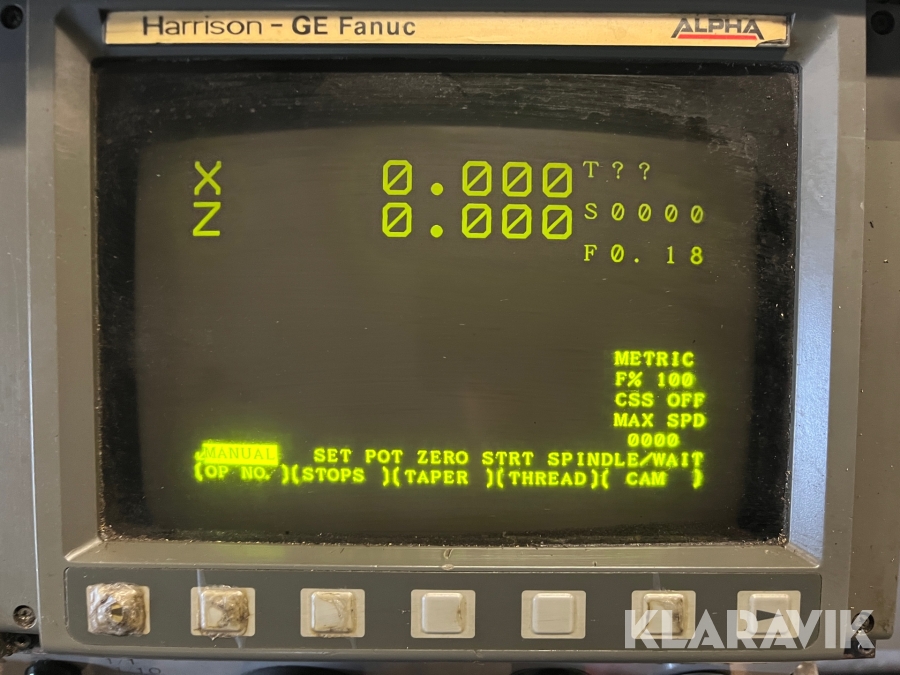 Harrison - GE Fanuc ALPHA
X 0.000 T??
Z 0.000 S0000
F0.18
METRIC
F% 100
CSS OFF
MAX SPD
0000
MANUAL SET POT ZERO STRT SPINDLE/WAIT
(OP NO.)(STOPS )(TAPER )(THREAD)( CAM )
KLARAVIK